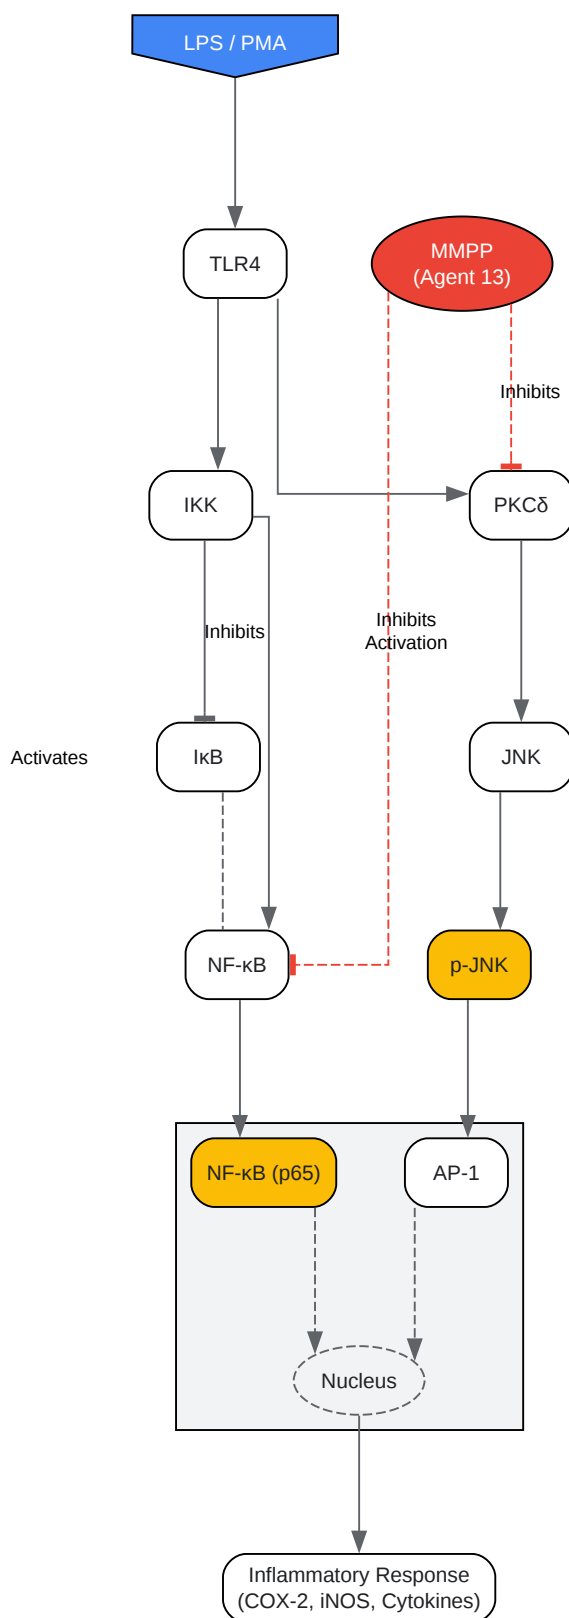 LPS / PMA
TLR4
MMPP
(Agent 13)
Inhibits
IKK
PKCδ
Inhibits
Inhibits
Activation
Activates
IκB
JNK
NF-κB
p-JNK
NF-κB (p65)
AP-1
Nucleus
Inflammatory Response
(COX-2, iNOS, Cytokines)